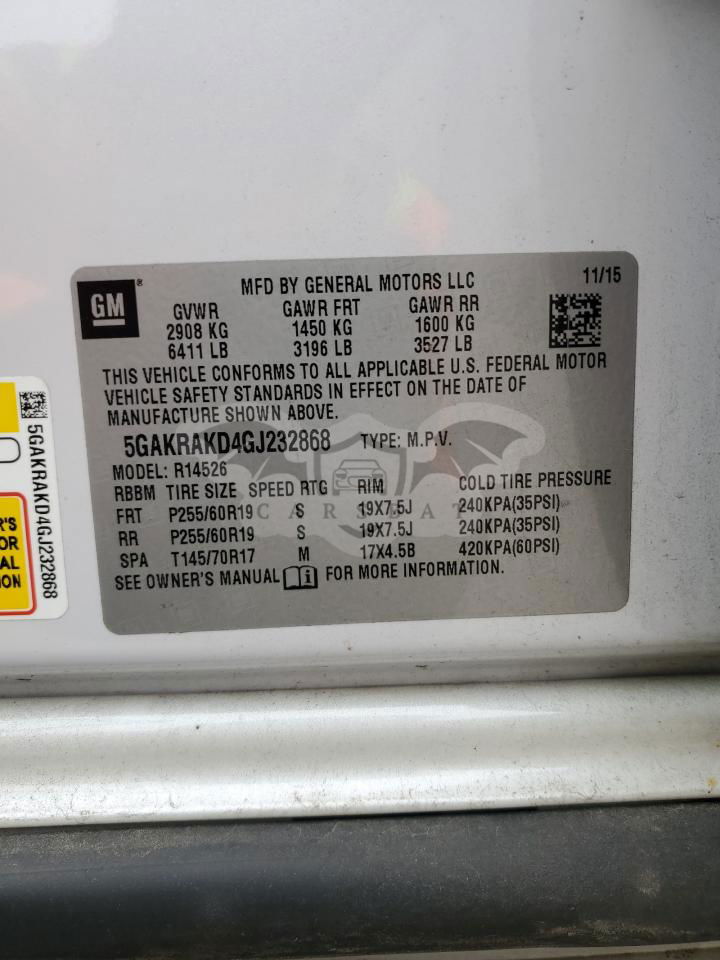 GM®
MFD BY GENERAL MOTORS LLC 11/15
GVWR GAWR FRT GAWR RR
2908 KG 1450 KG 1600 KG
6411 LB 3196 LB 3527 LB
THIS VEHICLE CONFORMS TO ALL APPLICABLE U.S. FEDERAL MOTOR
VEHICLE SAFETY STANDARDS IN EFFECT ON THE DATE OF
MANUFACTURE SHOWN ABOVE.
5GAKRAKD4GJ232868 TYPE: M.P.V.
MODEL: R14526
RBBM TIRE SIZE SPEED RTG RIM COLD TIRE PRESSURE
FRT P255/60R19 S 19X7.5J 240KPA(35PSI)
RR P255/60R19 S 19X7.5J 240KPA(35PSI)
SPA T145/70R17 M 17X4.5B 420KPA(60PSI)
SEE OWNER'S MANUAL i FOR MORE INFORMATION.
CARSBAT
5GAKRAKD4GJ232868
R'S
OR
AL
ION